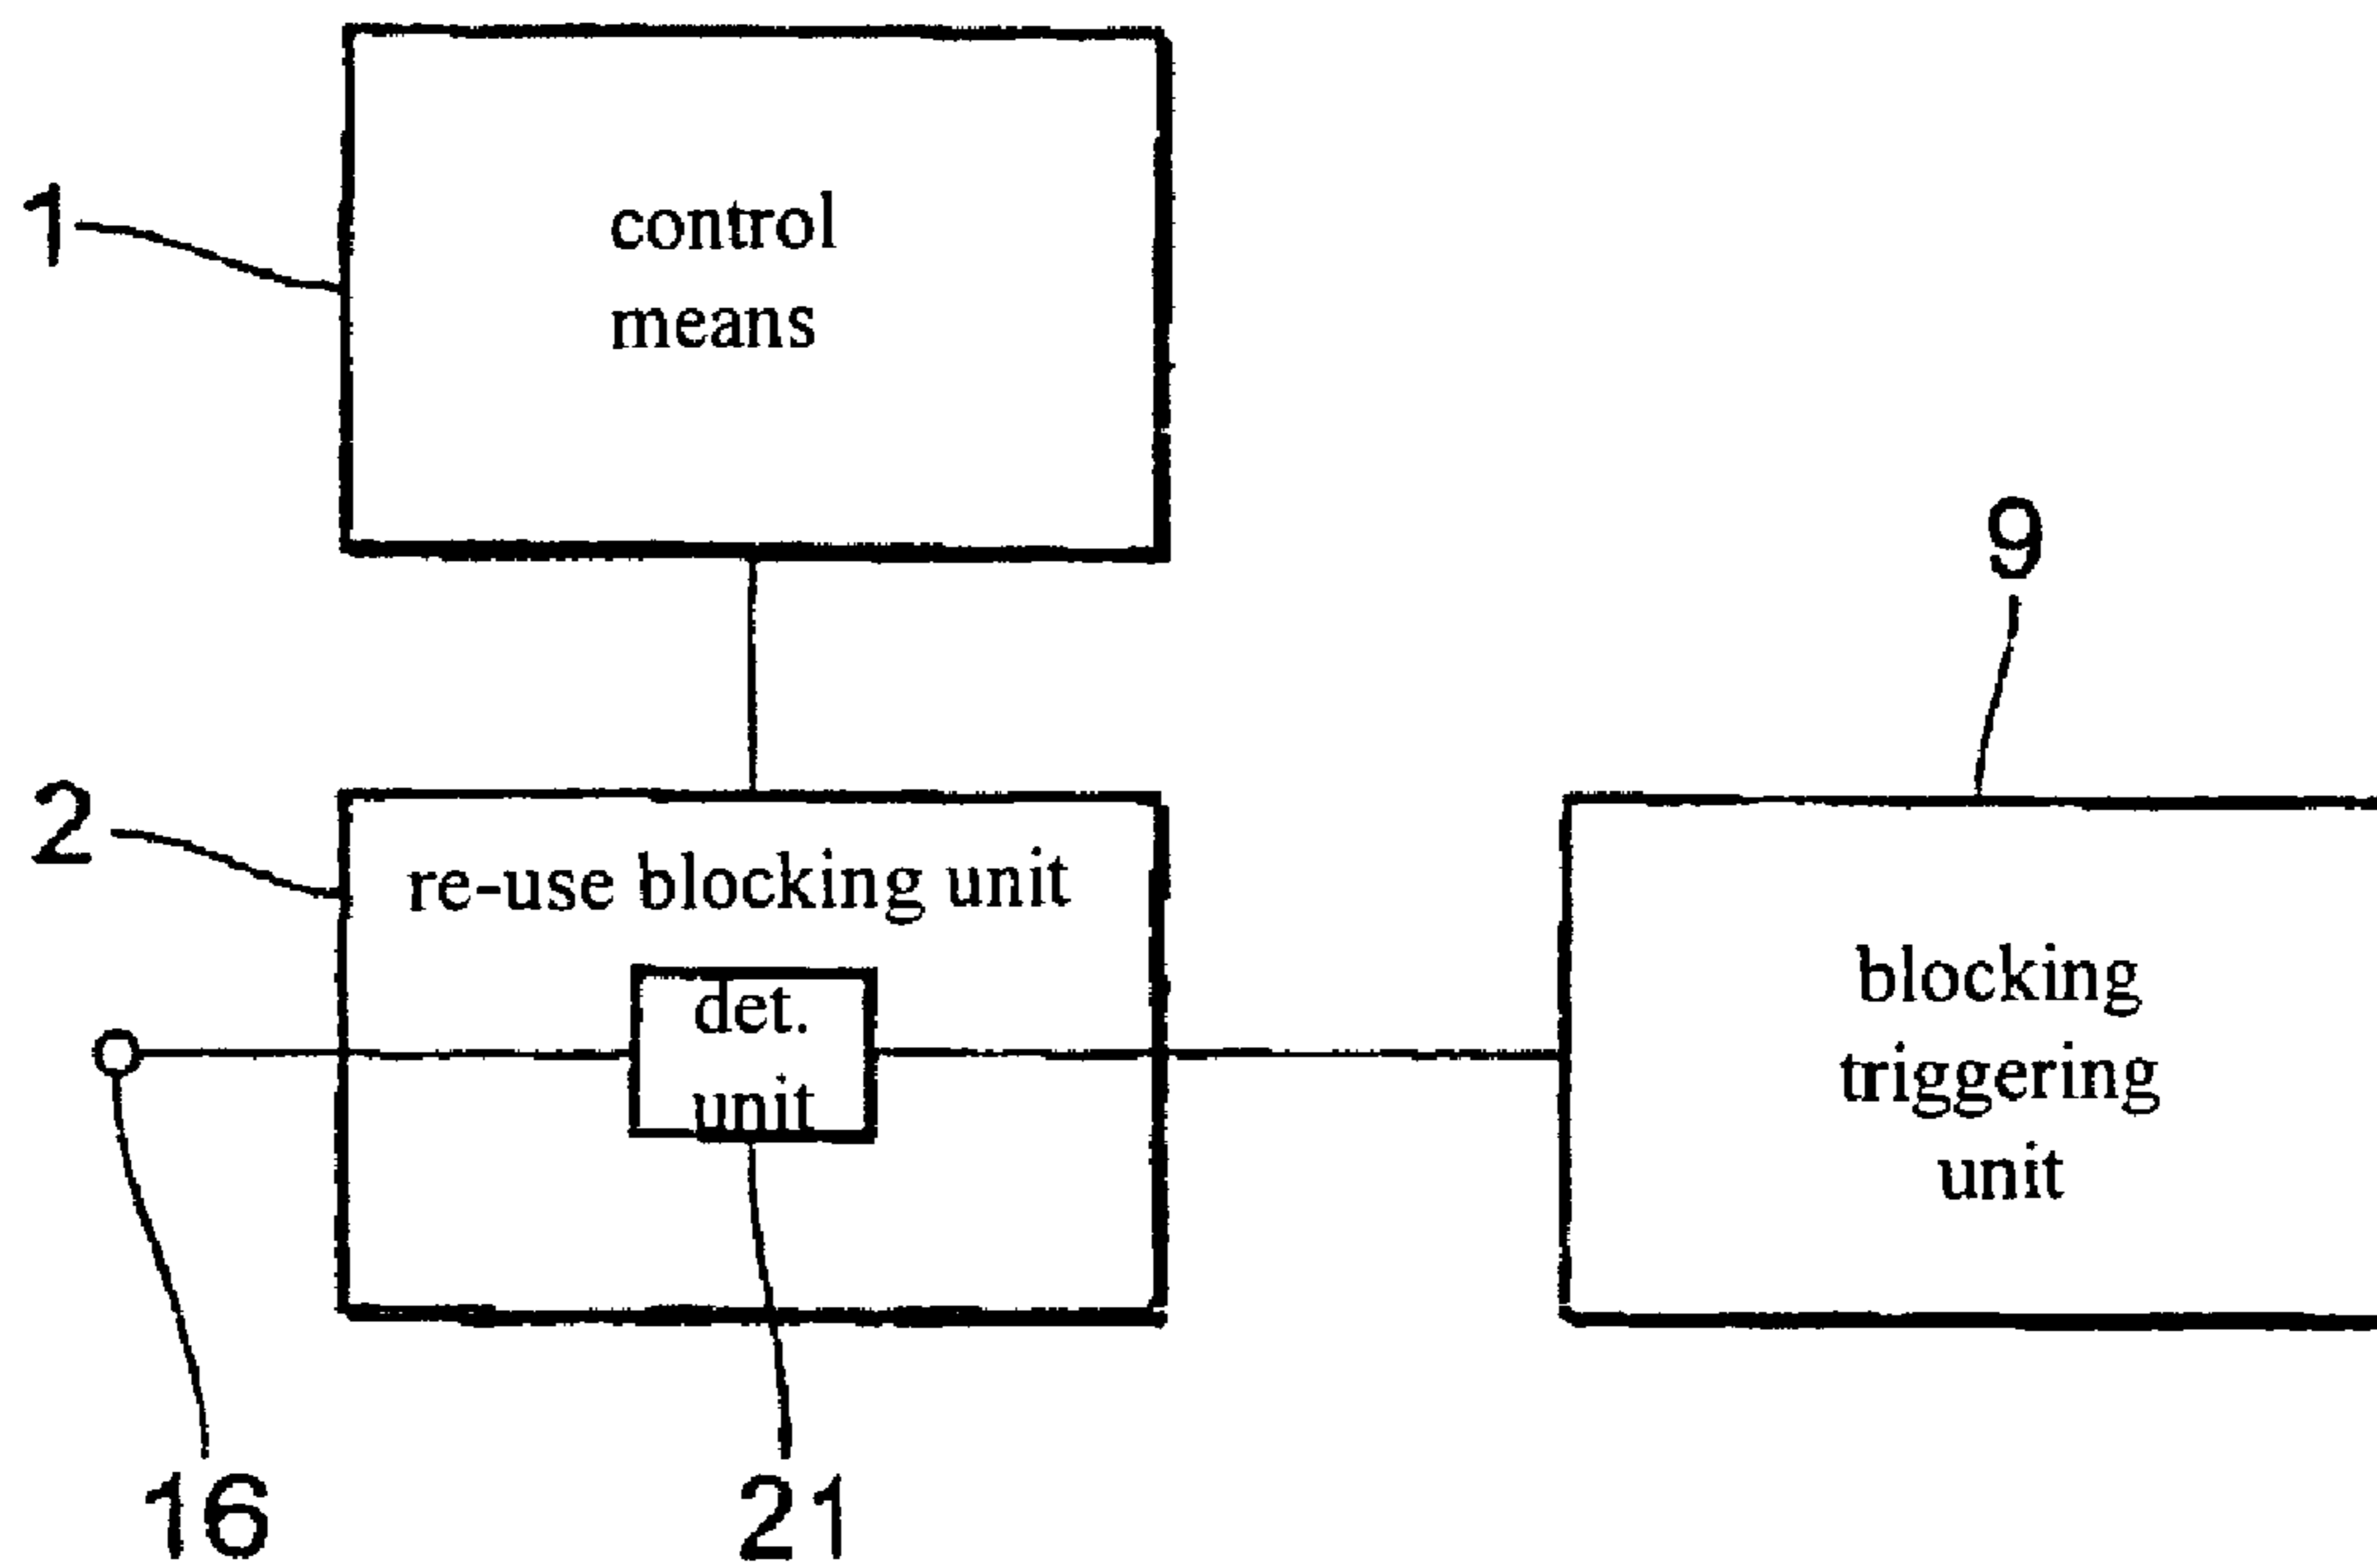 1
control
means
9
2
re-use blocking unit
det.
unit
blocking
triggering
unit
16
21